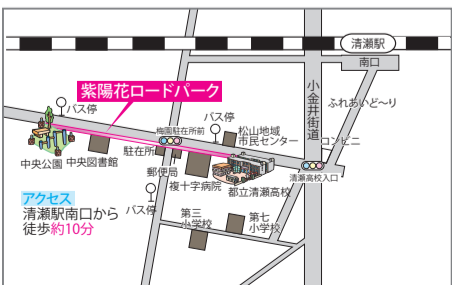 清瀬駅
南口
紫陽花ロードパーク
小金井街道
ふれあいど〜り
バス停
バス停
梅園駐在所前
松山地域
市民センター
コンビニ
駐在所
中央公園
中央図書館
郵便局
複十字病院
都立清瀬高校
清瀬高校入口
アクセス
清瀬駅南口から
徒歩約10分
バス停
第三
小学校
第七
小学校